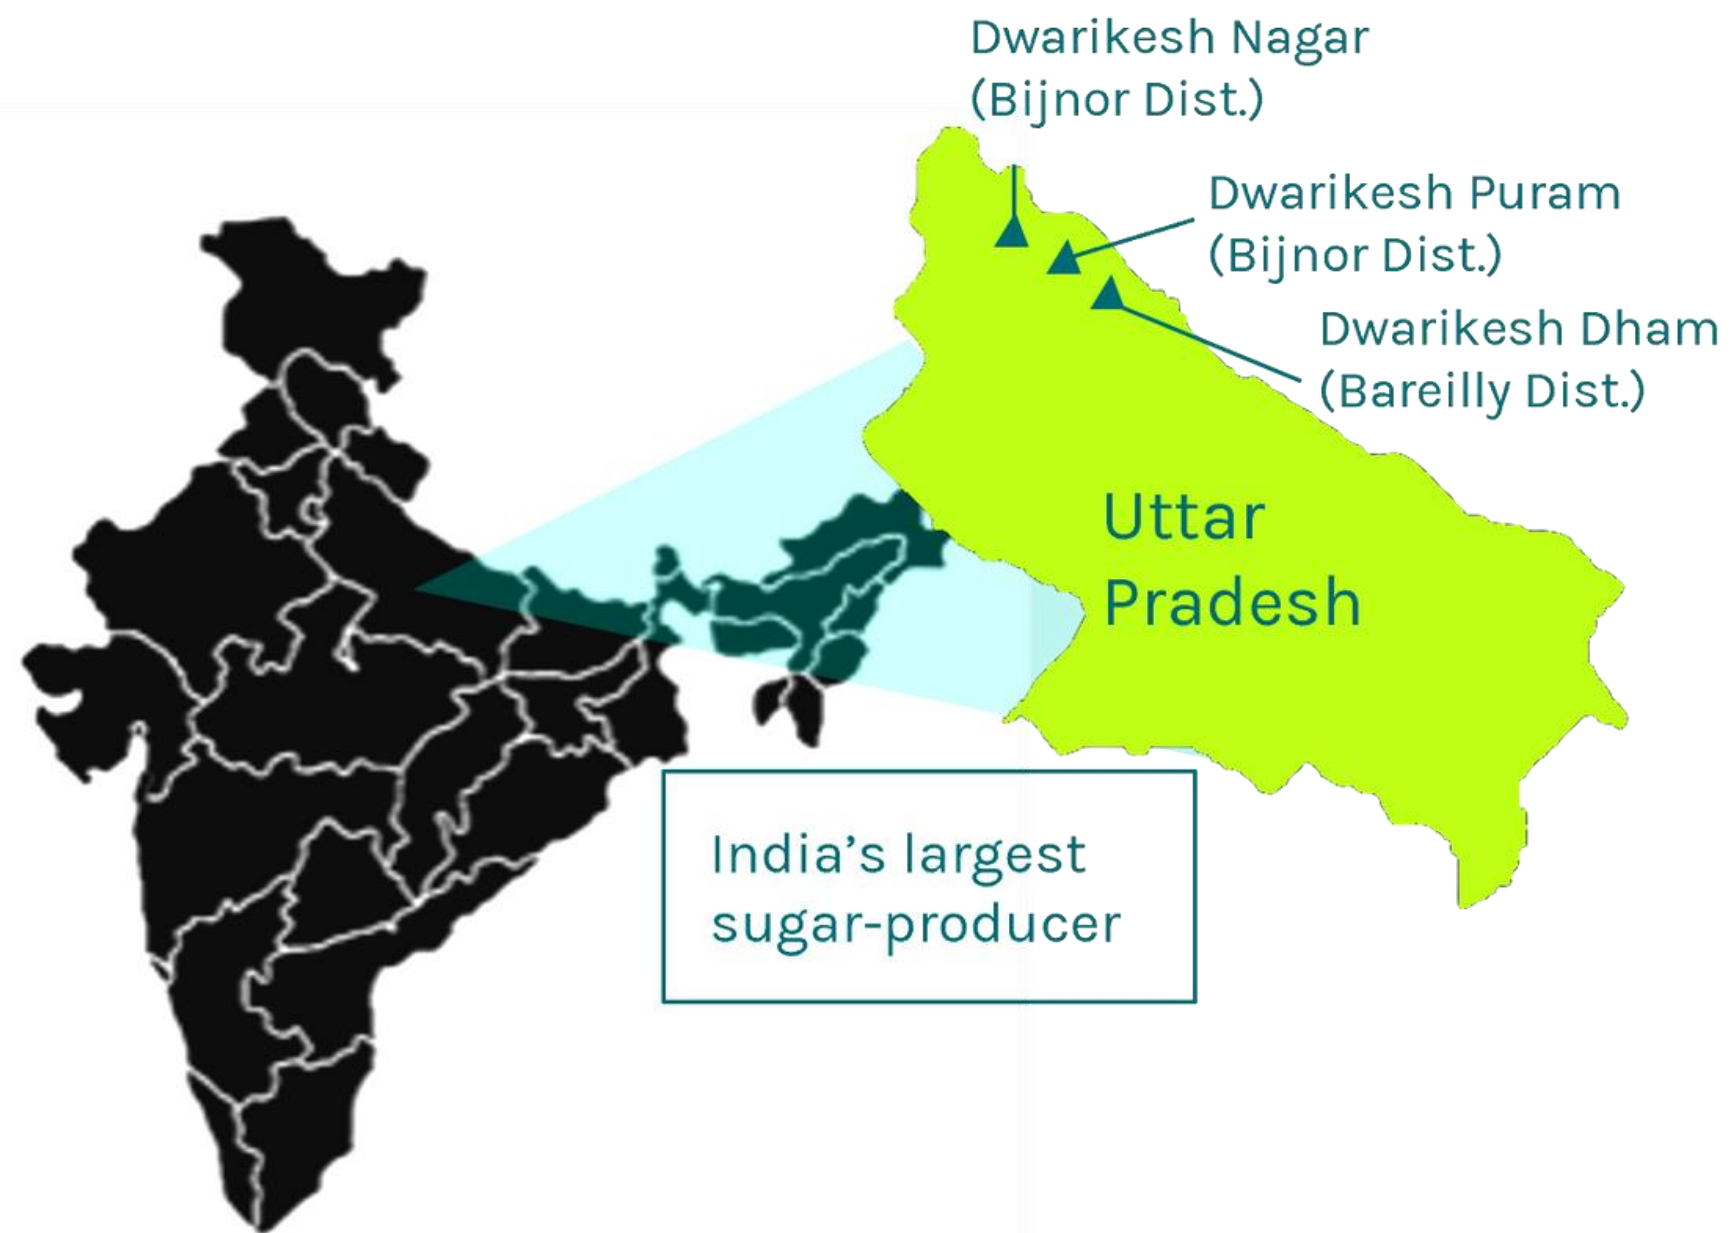 Dwarikesh Nagar
(Bijnor Dist.)
Dwarikesh Puram
(Bijnor Dist.)
Dwarikesh Dham
(Bareilly Dist.)
Uttar
Pradesh
India’s largest
sugar-producer